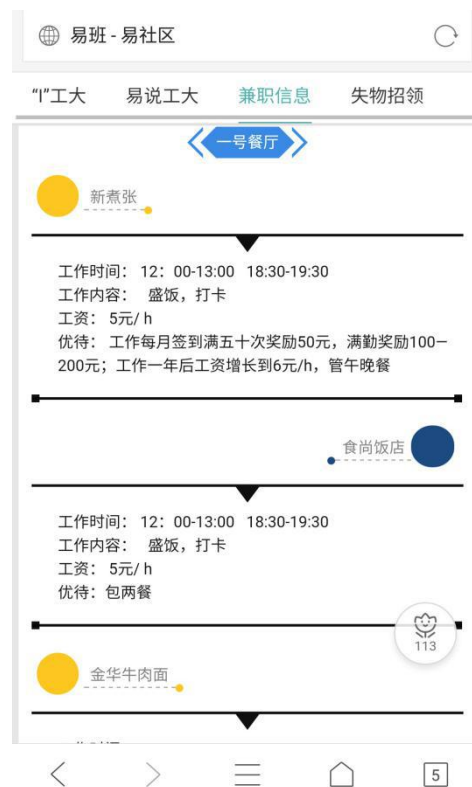 易班 - 易社区
“I”工大 易说工大 兼职信息 失物招领
一号餐厅
新煮张
工作时间： 12：00-13:00 18:30-19:30
工作内容： 盛饭，打卡
工资： 5元/ h
优待： 工作每月签到满五十次奖励50元，满勤奖励100—
200元；工作一年后工资增长到6元/h，管午晚餐
食尚饭店
工作时间： 12：00-13:00 18:30-19:30
工作内容： 盛饭，打卡
工资： 5元/ h
优待：包两餐
113
金华牛肉面
5